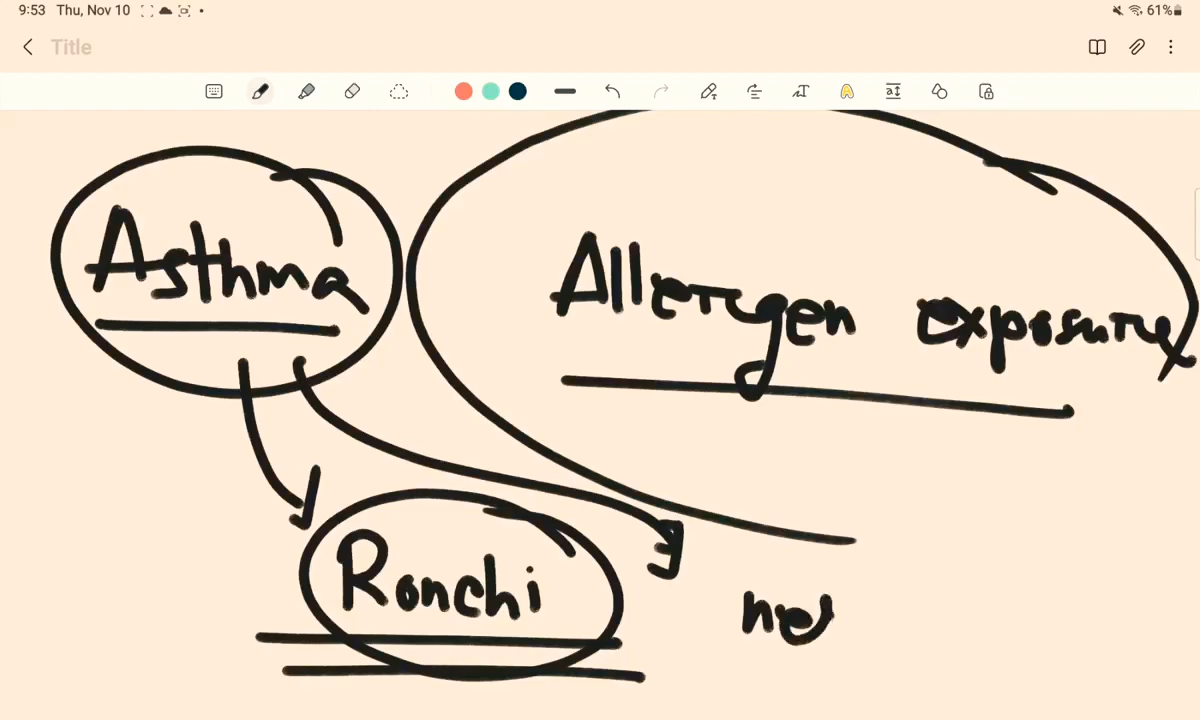 9:53 Thu, Nov 10 61%
Title
Asthma
Allergen exposure
Ronchi